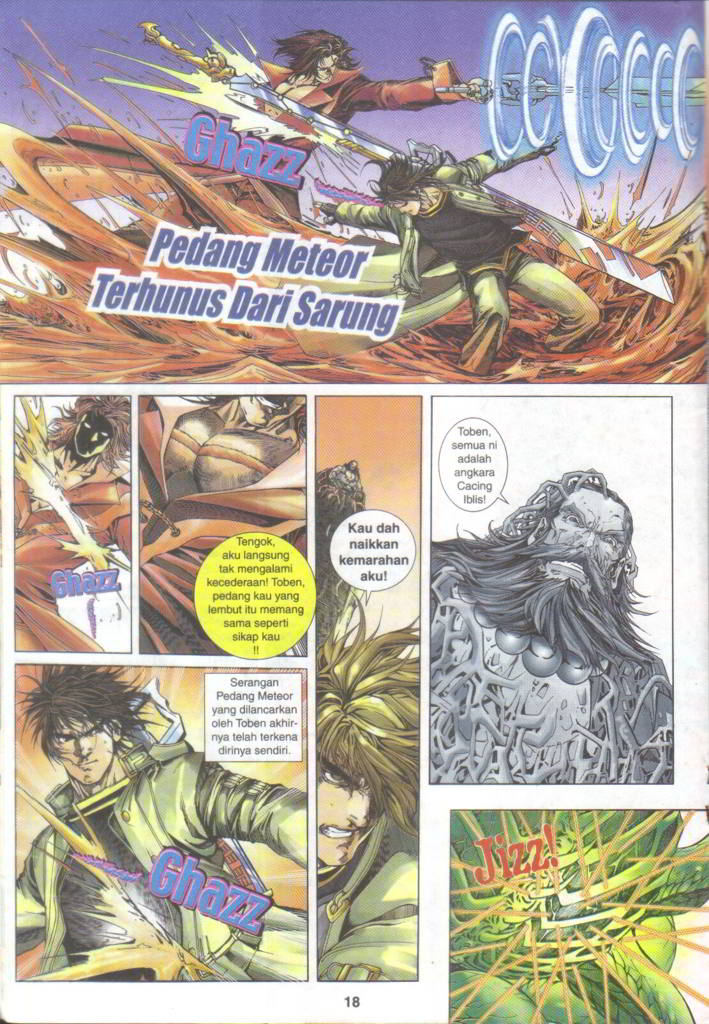 Ghazz
Pedang Meteor
Terhunus Dari Sarung
Ghazz
Tengok,
aku langsung
tak mengalami
kecederaan! Toben,
pedang kau yang
lembut itu memang
sama seperti
sikap kau
!!
Kau dah
naikkan
kemarahan
aku!
Toben,
semua ni
adalah
angkara
Cacing
Iblis!
Serangan
Pedang Meteor
yang dilancarkan
oleh Toben akhir-
nya telah terkena
dirinya sendiri.
Ghazz
Jizz!
18